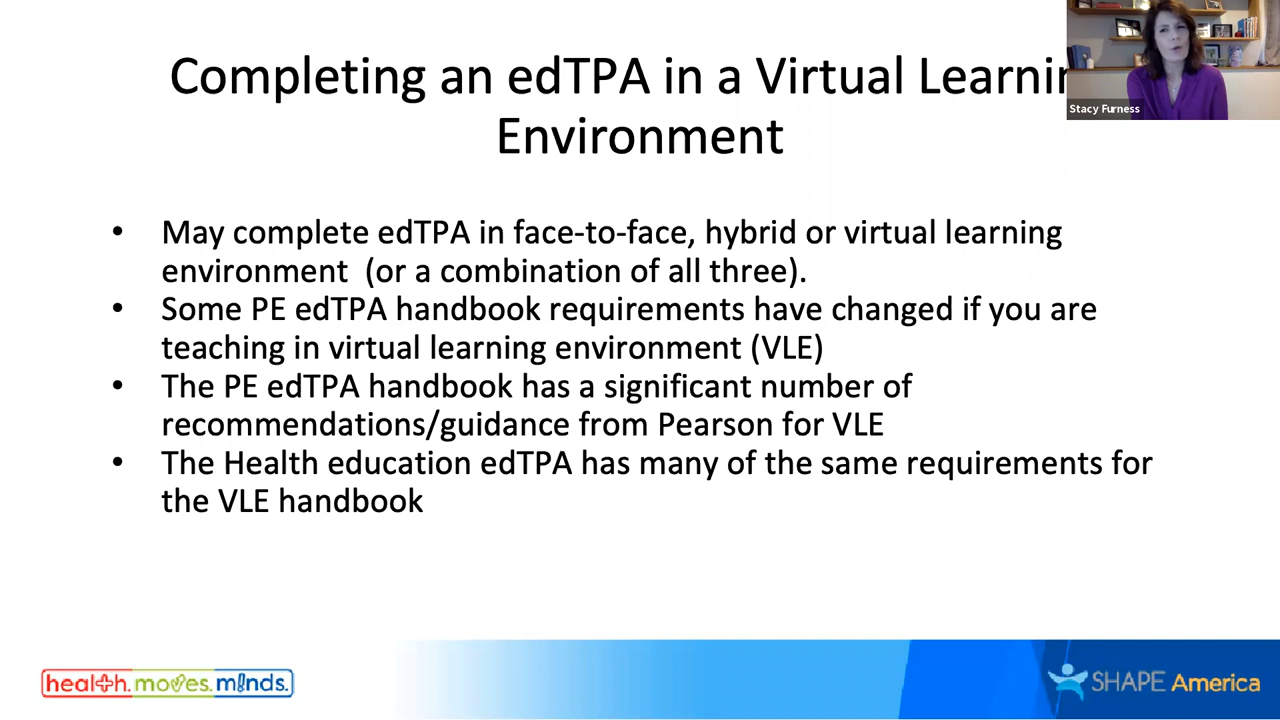 Completing an edTPA in a Virtual Learnin
Environment
Stacy Furness
• May complete edTPA in face-to-face, hybrid or virtual learning
environment (or a combination of all three).
• Some PE edTPA handbook requirements have changed if you are
teaching in virtual learning environment (VLE)
• The PE edTPA handbook has a significant number of
recommendations/guidance from Pearson for VLE
• The Health education edTPA has many of the same requirements for
the VLE handbook
health.moves.minds.
SHAPE America